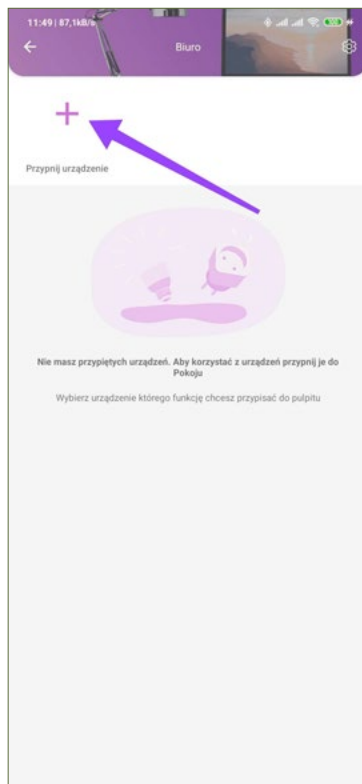 11:49 | 87,1kB/s
Biuro
Przypnij urządzenie
Nie masz przypiętych urządzeń. Aby korzystać z urządzeń przypnij je do
Pokoju
Wybierz urządzenie którego funkcję chcesz przypisać do pulpitu